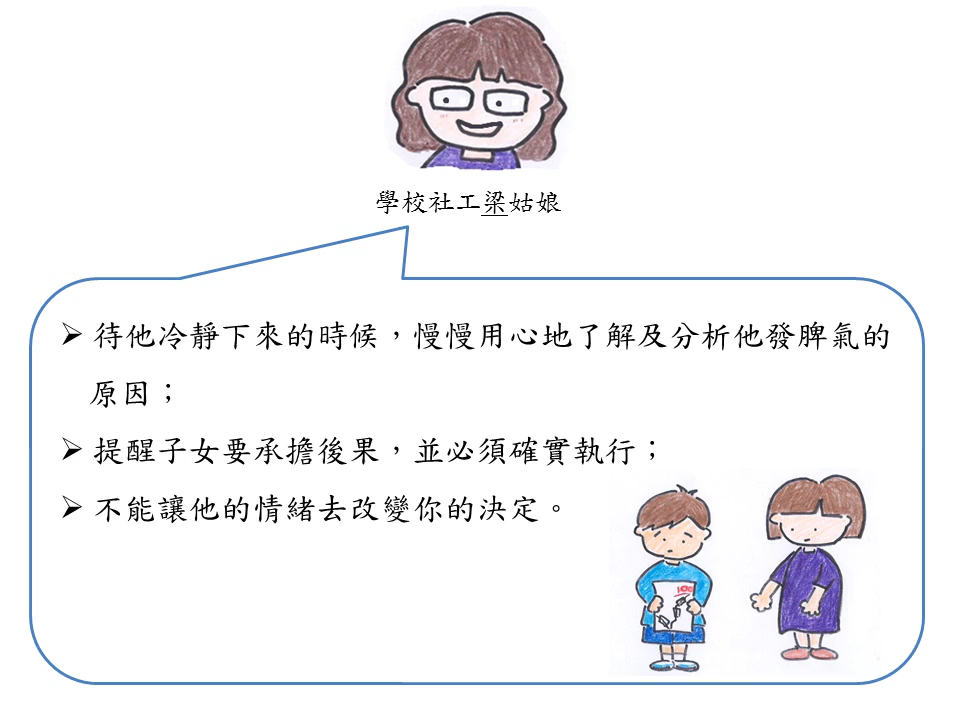 學校社工梁姑娘
➢ 待他冷靜下來的時候，慢慢用心地了解及分析他發脾氣的
原因；
➢ 提醒子女要承擔後果，並必須確實執行；
➢ 不能讓他的情緒去改變你的決定。
100